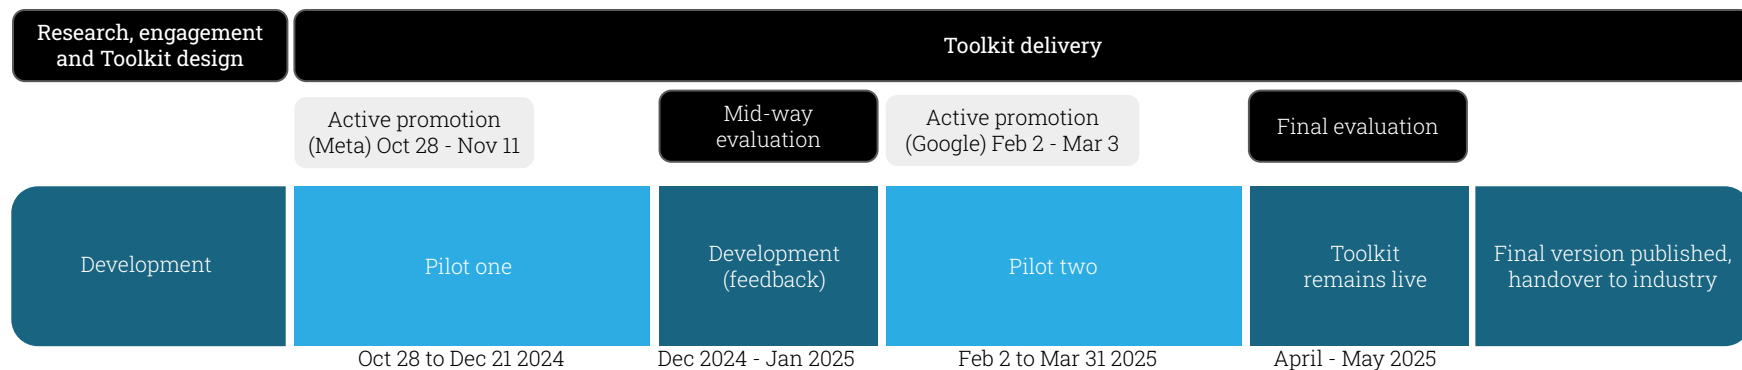 Research, engagement
and Toolkit design
Toolkit delivery
Active promotion
(Meta) Oct 28 - Nov 11
Mid-way
evaluation
Active promotion
(Google) Feb 2 - Mar 3
Final evaluation
Development
Pilot one
Development
(feedback)
Pilot two
Toolkit
remains live
Final version published,
handover to industry
Oct 28 to Dec 21 2024
Dec 2024 - Jan 2025
Feb 2 to Mar 31 2025
April - May 2025